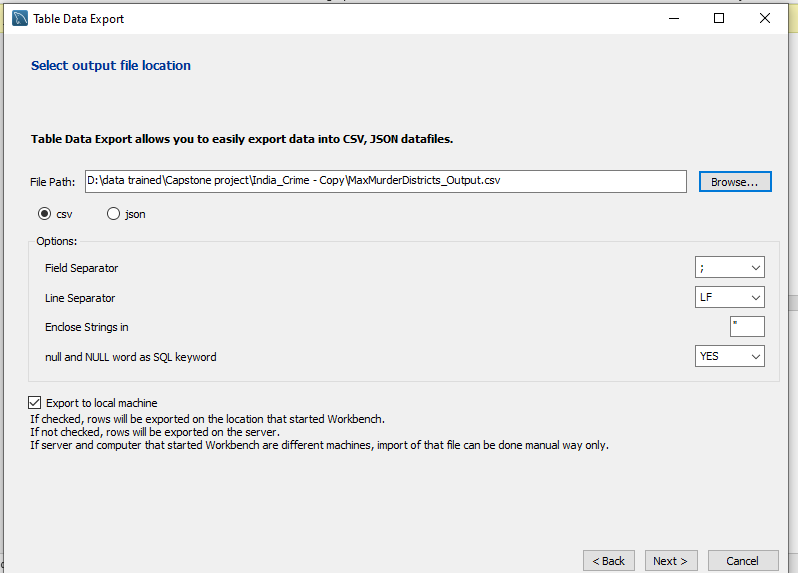 Table Data Export
Select output file location
Table Data Export allows you to easily export data into CSV, JSON datafiles.
File Path: D:\data trained\Capstone project\India_Crime - Copy\MaxMurderDistricts_Output.csv Browse...
csv json
Options:
Field Separator ;
Line Separator LF
Enclose Strings in "
null and NULL word as SQL keyword YES
Export to local machine
If checked, rows will be exported on the location that started Workbench.
If not checked, rows will be exported on the server.
If server and computer that started Workbench are different machines, import of that file can be done manual way only.
< Back Next > Cancel